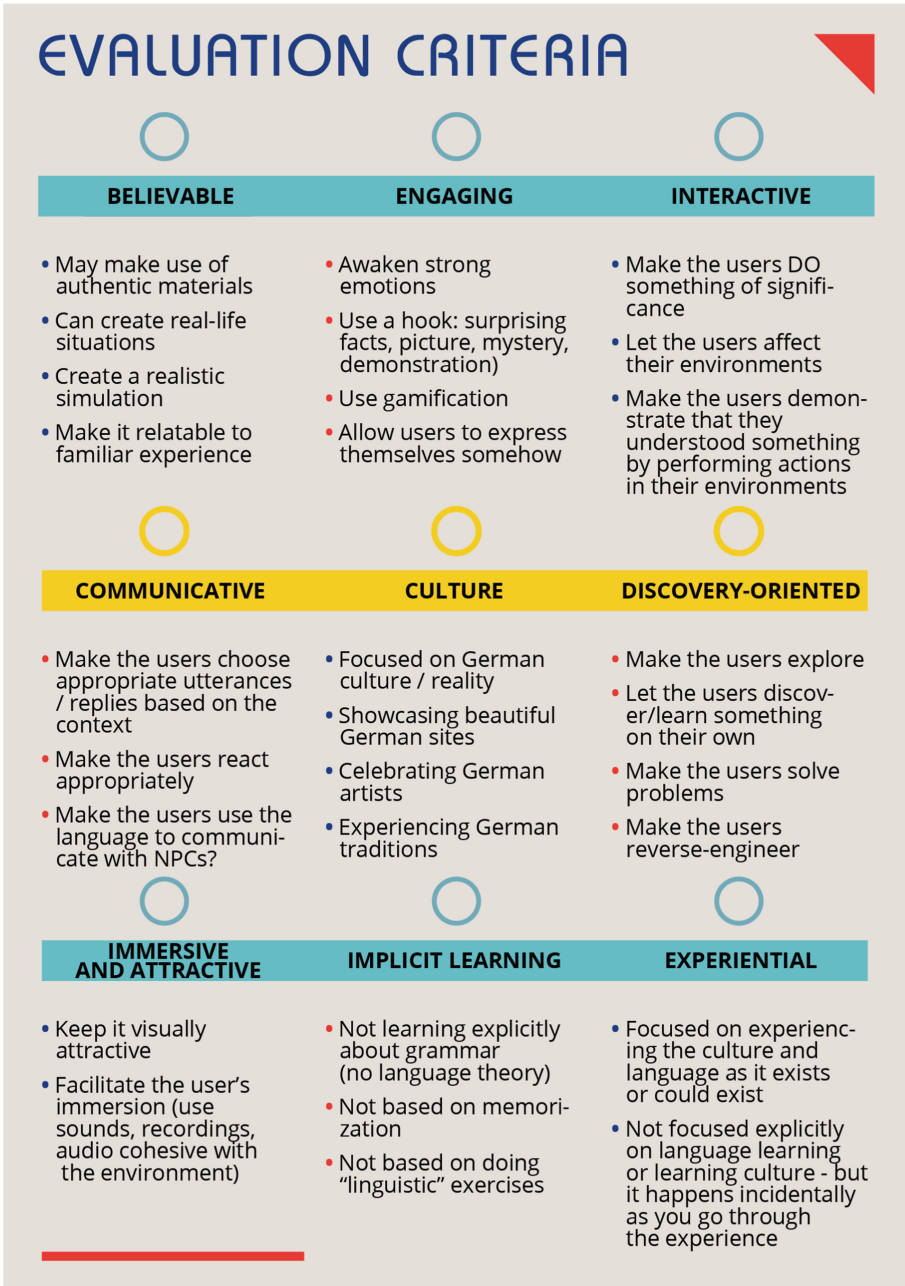 EVALUATION CRITERIA
BELIEVABLE
• May make use of
authentic materials
• Can create real-life
situations
• Create a realistic
simulation
• Make it relatable to
familiar experience
ENGAGING
• Awaken strong
emotions
• Use a hook: surprising
facts, picture, mystery,
demonstration)
• Use gamification
• Allow users to express
themselves somehow
INTERACTIVE
• Make the users DO
something of signifi-
cance
• Let the users affect
their environments
• Make the users demon-
strate that they
understood something
by performing actions
in their environments
COMMUNICATIVE
• Make the users choose
appropriate utterances
/ replies based on the
context
• Make the users react
appropriately
• Make the users use the
language to communi-
cate with NPCs?
CULTURE
• Focused on German
culture / reality
• Showcasing beautiful
German sites
• Celebrating German
artists
• Experiencing German
traditions
DISCOVERY-ORIENTED
• Make the users explore
• Let the users discov-
er/learn something
on their own
• Make the users solve
problems
• Make the users
reverse-engineer
IMMERSIVE
AND ATTRACTIVE
• Keep it visually
attractive
• Facilitate the user's
immersion (use
sounds, recordings,
audio cohesive with
the environment)
IMPLICIT LEARNING
• Not learning explicitly
about grammar
(no language theory)
• Not based on memori-
zation
• Not based on doing
“linguistic” exercises
EXPERIENTIAL
• Focused on experienc-
ing the culture and
language as it exists
or could exist
• Not focused explicitly
on language learning
or learning culture - but
it happens incidentally
as you go through
the experience